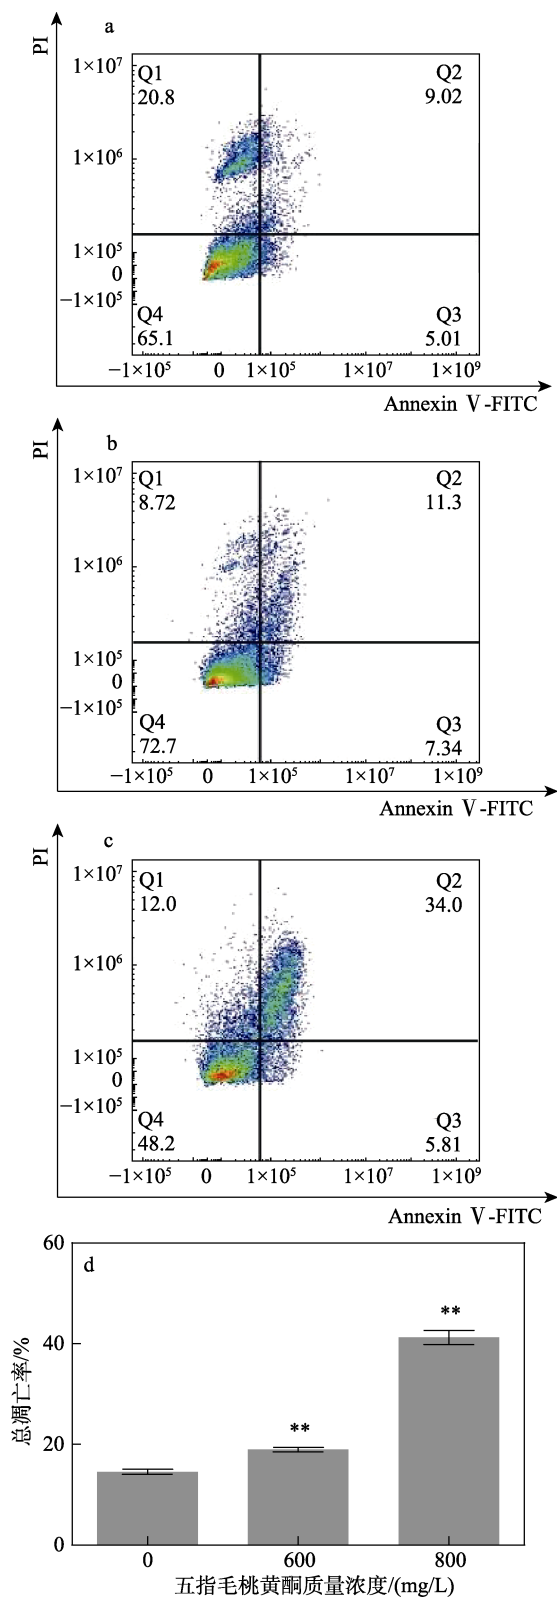 a
PI
1×10⁷
Q1
20.8
Q2
9.02
1×10⁶
1×10⁵
0
−1×10⁵
Q4
65.1
Q3
5.01
−1×10⁵ 0 1×10⁵ 1×10⁷ 1×10⁹
Annexin Ⅴ-FITC
b
PI
1×10⁷
Q1
8.72
Q2
11.3
1×10⁶
1×10⁵
0
−1×10⁵
Q4
72.7
Q3
7.34
−1×10⁵ 0 1×10⁵ 1×10⁷ 1×10⁹
Annexin Ⅴ-FITC
c
PI
1×10⁷
Q1
12.0
Q2
34.0
1×10⁶
1×10⁵
0
−1×10⁵
Q4
48.2
Q3
5.81
−1×10⁵ 0 1×10⁵ 1×10⁷ 1×10⁹
Annexin Ⅴ-FITC
d
总凋亡率/%
60
40
20
0
**
**
0 600 800
五指毛桃黄酮质量浓度/(mg/L)